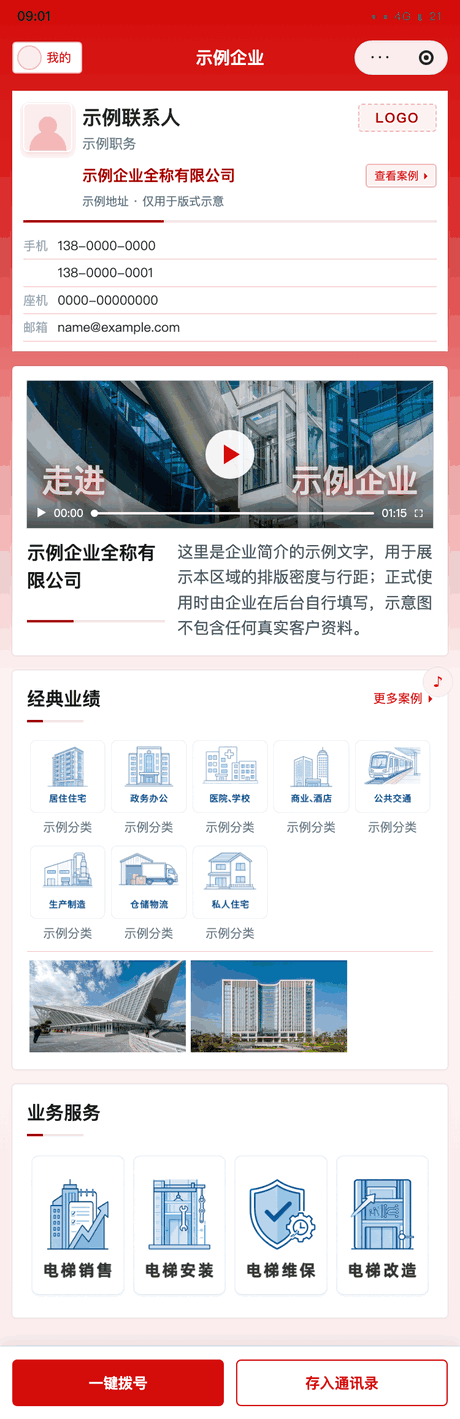 09:01
4G 21
我的
示例企业
示例联系人
LOGO
示例职务
示例企业全称有限公司
查看案例
示例地址 · 仅用于版式示意
手机 138-0000-0000
138-0000-0001
座机 0000-00000000
邮箱 name@example.com
走进 示例企业
00:00 01:15
示例企业全称有限公司
这里是企业简介的示例文字，用于展
示本区域的排版密度与行距；正式使
用时由企业在后台自行填写，示意图
不包含任何真实客户资料。
经典业绩
更多案例
居住住宅 政务办公 医院、学校 商业、酒店 公共交通
示例分类 示例分类 示例分类 示例分类 示例分类
生产制造 仓储物流 私人住宅
示例分类 示例分类 示例分类
业务服务
电梯销售 电梯安装 电梯维保 电梯改造
一键拨号 存入通讯录